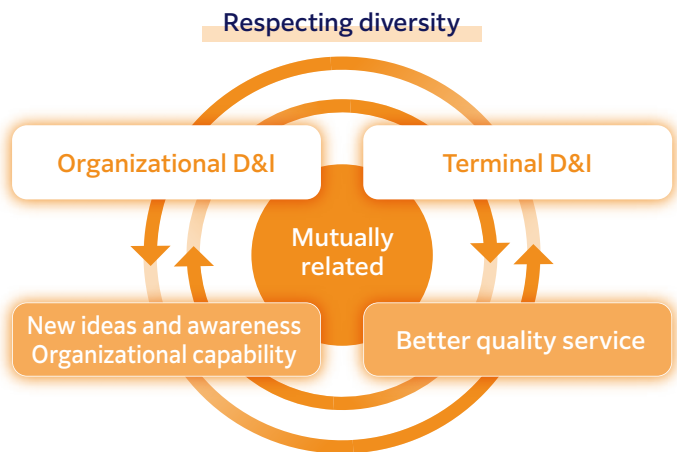 Respecting diversity
Organizational D&I
Terminal D&I
Mutually
related
New ideas and awareness
Organizational capability
Better quality service